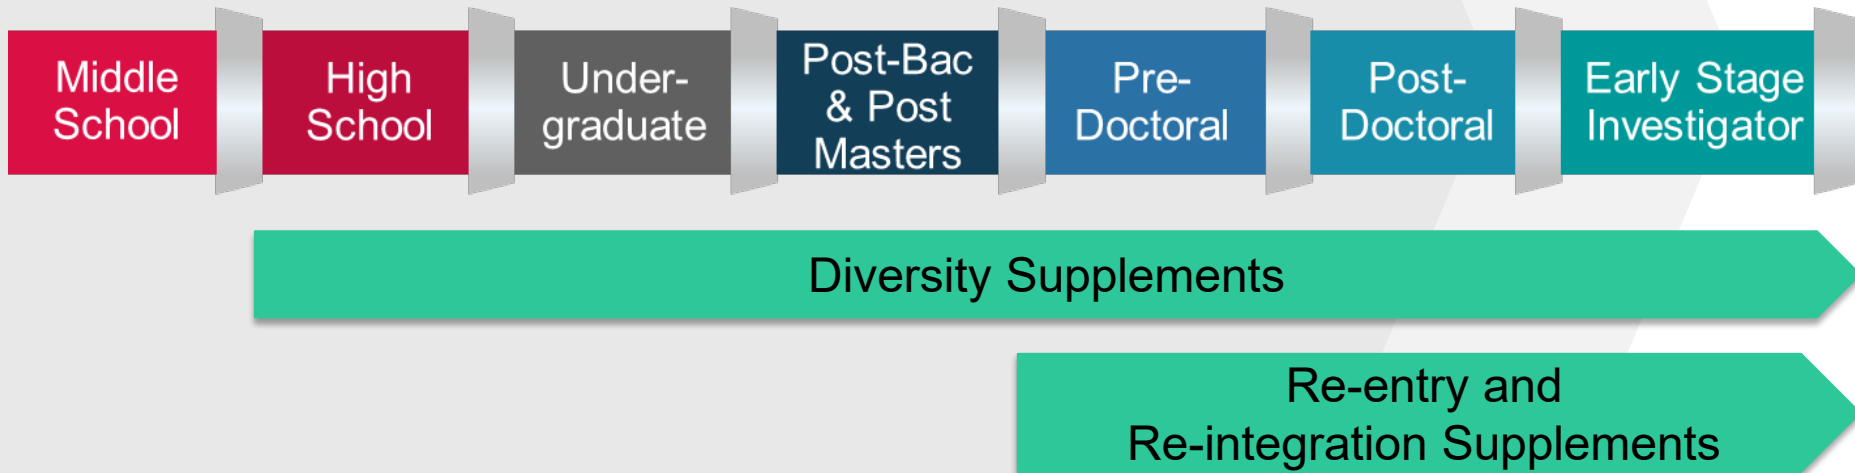 Middle
School
High
School
Under-
graduate
Post-Bac
& Post
Masters
Pre-
Doctoral
Post-
Doctoral
Early Stage
Investigator
Diversity Supplements
Re-entry and
Re-integration Supplements